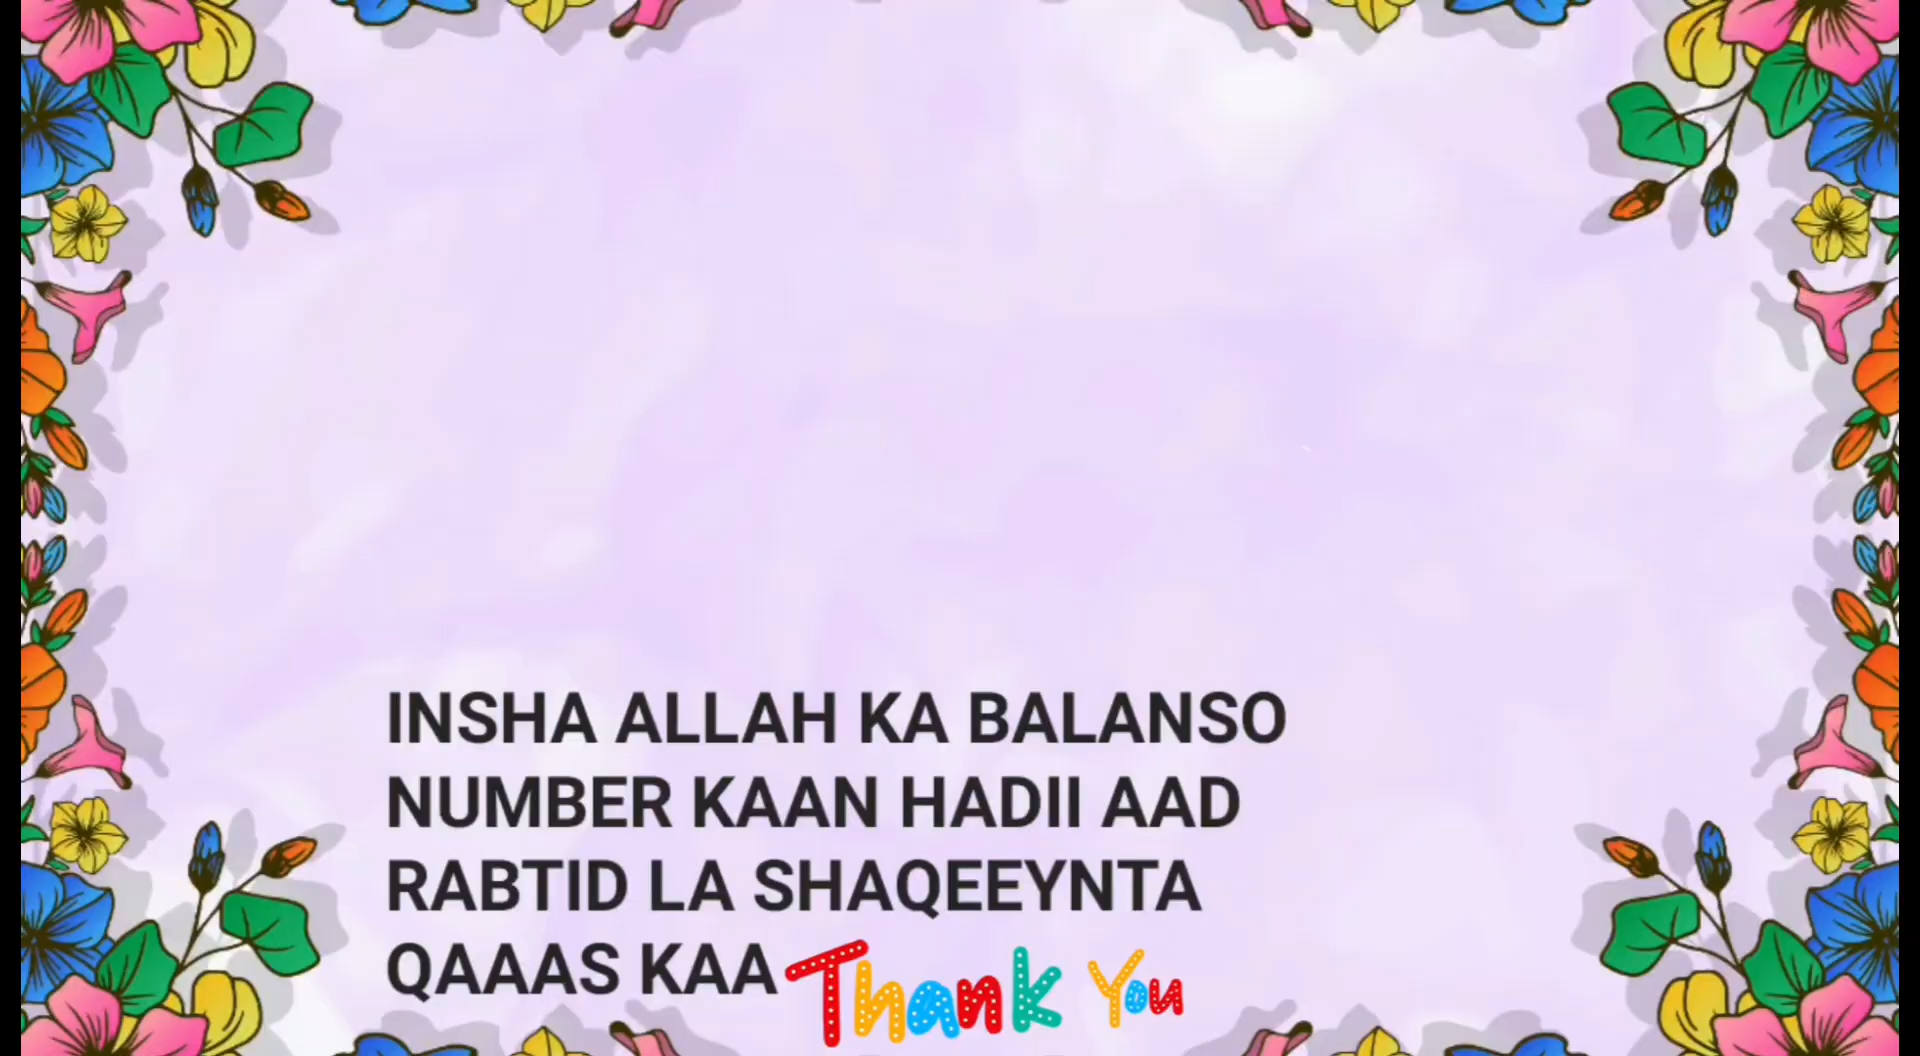 INSHA ALLAH KA BALANSO
NUMBER KAAN HADII AAD
RABTID LA SHAQEEYNTA
QAAAS KAA Thank You